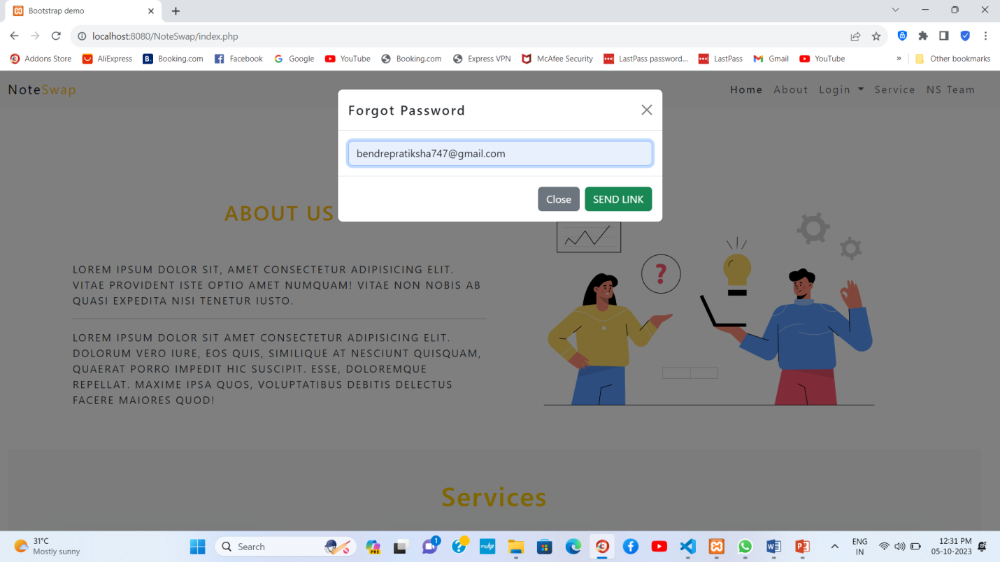 Bootstrap demo
localhost:8080/NoteSwap/index.php
Addons Store AliExpress B. Booking.com Facebook Google YouTube Booking.com Express VPN McAfee Security LastPass password... LastPass Gmail YouTube » Other bookmarks
NoteSwap Home About Login Service NS Team
Forgot Password
bendrepratiksha747@gmail.com
Close SEND LINK
ABOUT US
LOREM IPSUM DOLOR SIT, AMET CONSECTETUR ADIPISICING ELIT.
VITAE PROVIDENT ISTE OPTIO AMET NUMQUAM! VITAE NON NOBIS AB
QUASI EXPEDITA NISI TENETUR IUSTO.
?
LOREM IPSUM DOLOR SIT AMET CONSECTETUR ADIPISICING ELIT.
DOLORUM VERO IURE, EOS QUIS, SIMILIQUE AT NESCIUNT QUISQUAM,
QUAERAT PORRO IMPEDIT HIC SUSCIPIT. ESSE, DOLOREMQUE
REPELLAT. MAXIME IPSA QUOS, VOLUPTATIBUS DEBITIS DELECTUS
FACERE MAIORES QUOD!
Services
31°C
Mostly sunny
Search
PRE
1
?
myhp
W
P
ENG
IN
12:31 PM
05-10-2023